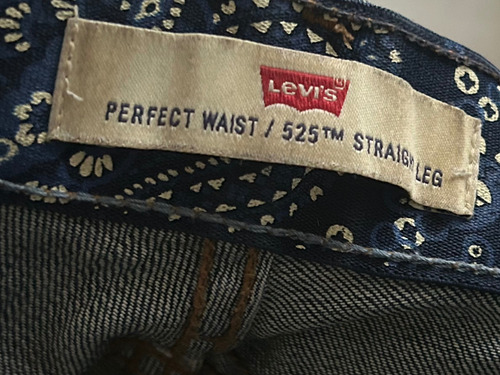 LEVI'S
PERFECT WAIST / 525™ STRAIGHT LEG